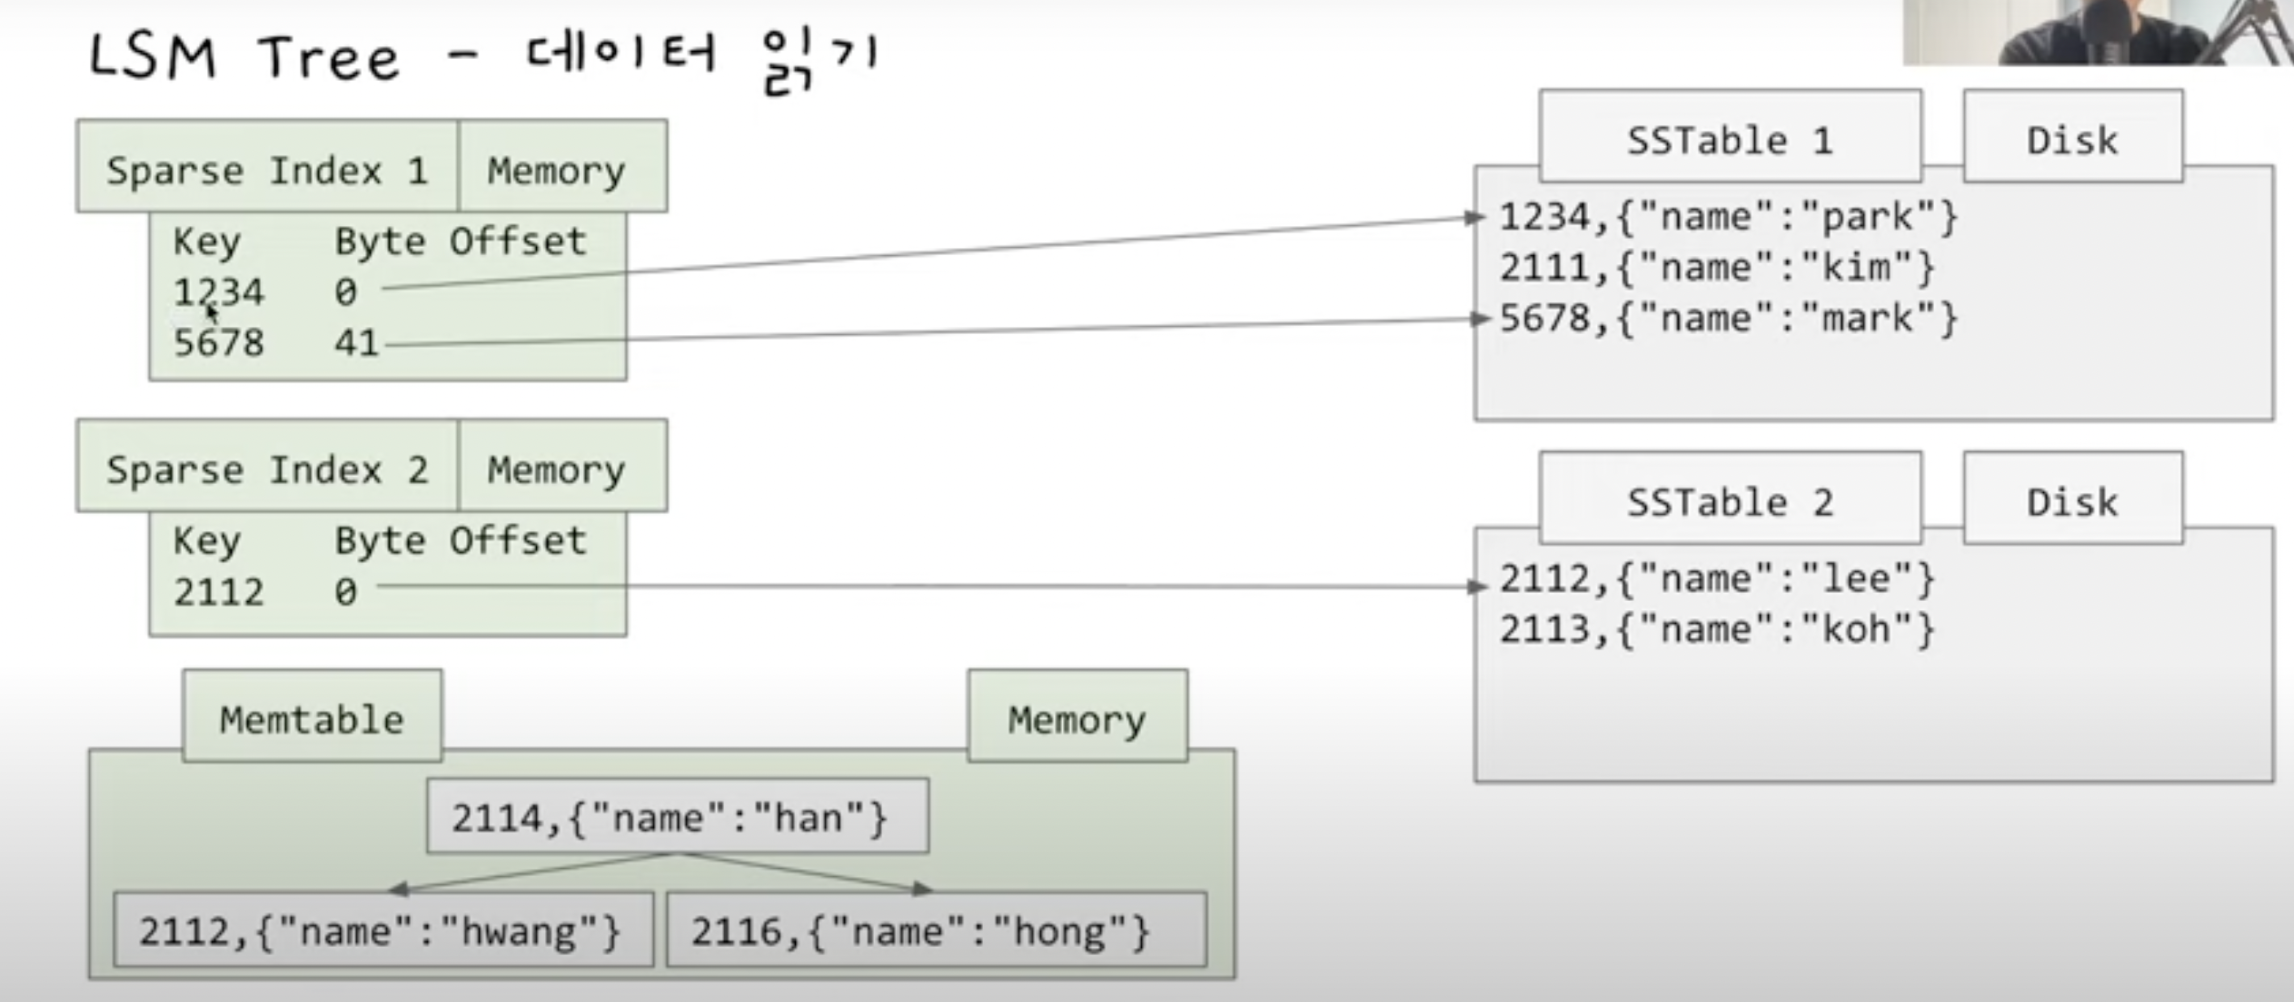 LSM Tree - 데이터 읽기
Sparse Index 1 Memory
Key Byte Offset
1234 0
5678 41
SSTable 1 Disk
1234,{"name":"park"}
2111,{"name":"kim"}
5678,{"name":"mark"}
Sparse Index 2 Memory
Key Byte Offset
2112 0
SSTable 2 Disk
2112,{"name":"lee"}
2113,{"name":"koh"}
Memtable Memory
2114,{"name":"han"}
2112,{"name":"hwang"} 2116,{"name":"hong"}